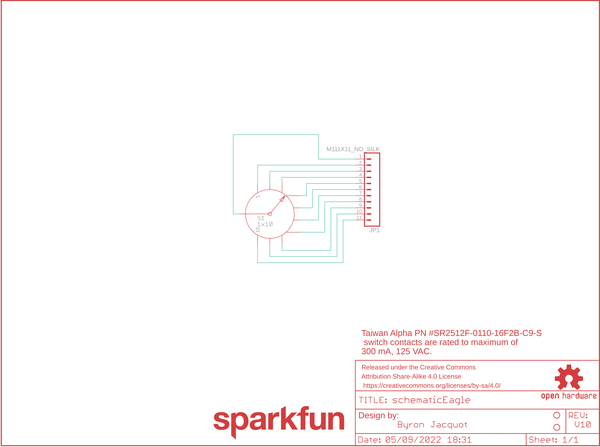 M111X11_NO_SILK
1
2
3
4
5
6
7
8
9
10
11
JP1
1
S1
1x10
10
Taiwan Alpha PN #SR2512F-0110-16F2B-C9-S
switch contacts are rated to maximum of
300 mA, 125 VAC.
Released under the Creative Commons
Attribution Share-Alike 4.0 License
https://creativecommons.org/licenses/by-sa/4.0/
open hardware
TITLE: schematicEagle
Design by:
Byron Jacquot
REV:
V10
Date: 05/09/2022 18:31
Sheet: 1/1
sparkfun